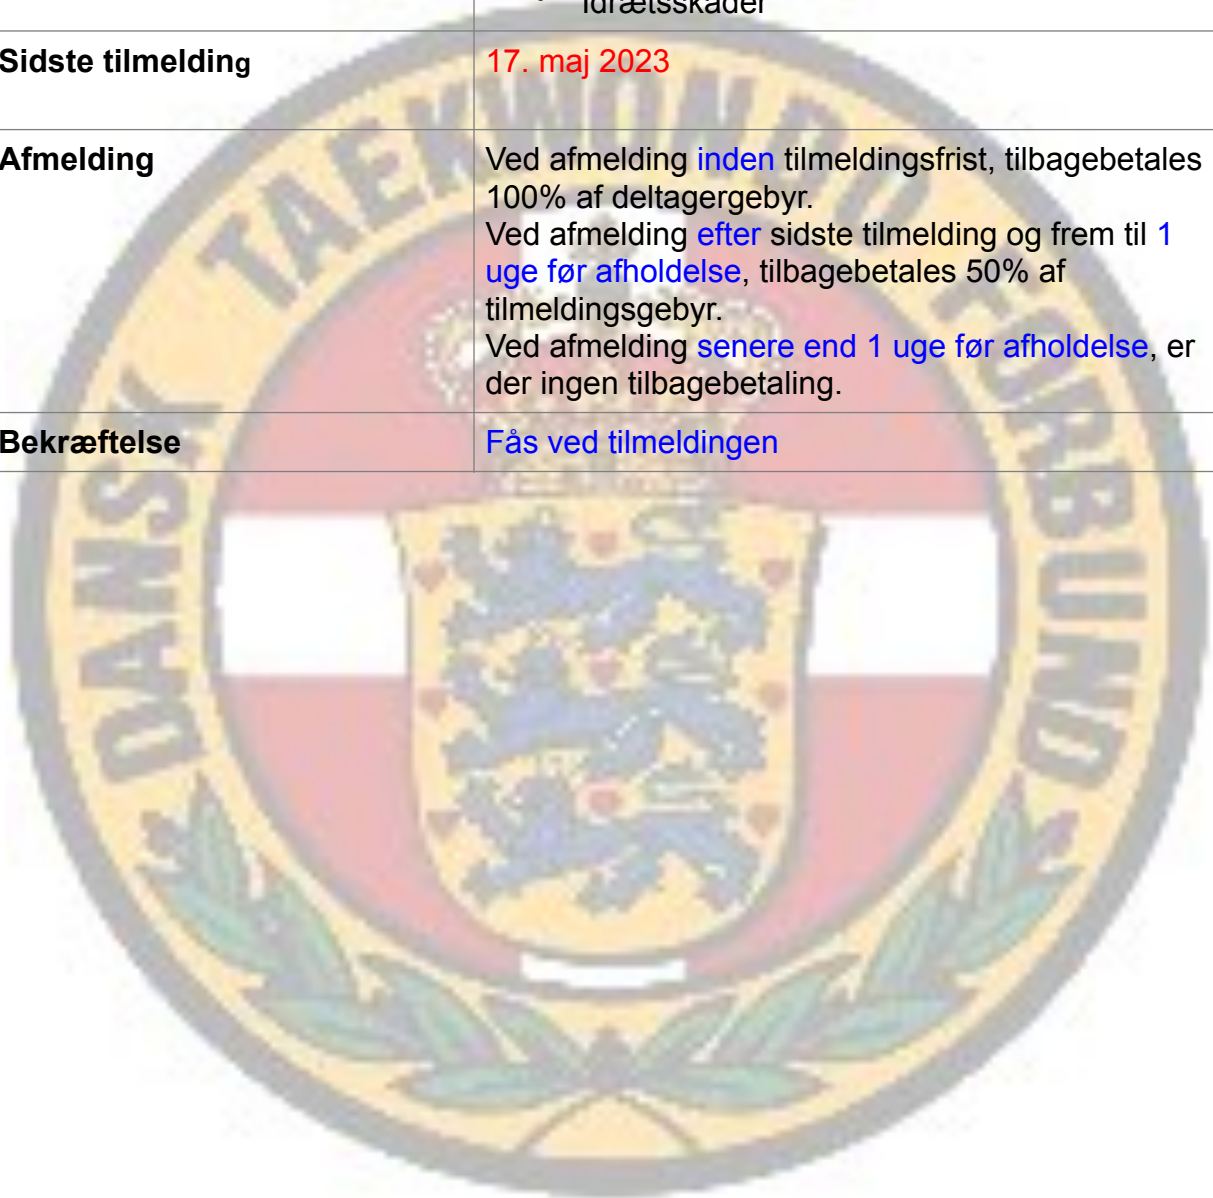 idrætsskader
Sidste tilmelding
17. maj 2023
Afmelding
Ved afmelding inden tilmeldingsfrist, tilbagebetales
100% af deltagergebyr.
Ved afmelding efter sidste tilmelding og frem til 1
uge før afholdelse, tilbagebetales 50% af
tilmeldingsgebyr.
Ved afmelding senere end 1 uge før afholdelse, er
der ingen tilbagebetaling.
Bekræftelse
Fås ved tilmeldingen
DANSK TAEKWONDO FORBUND